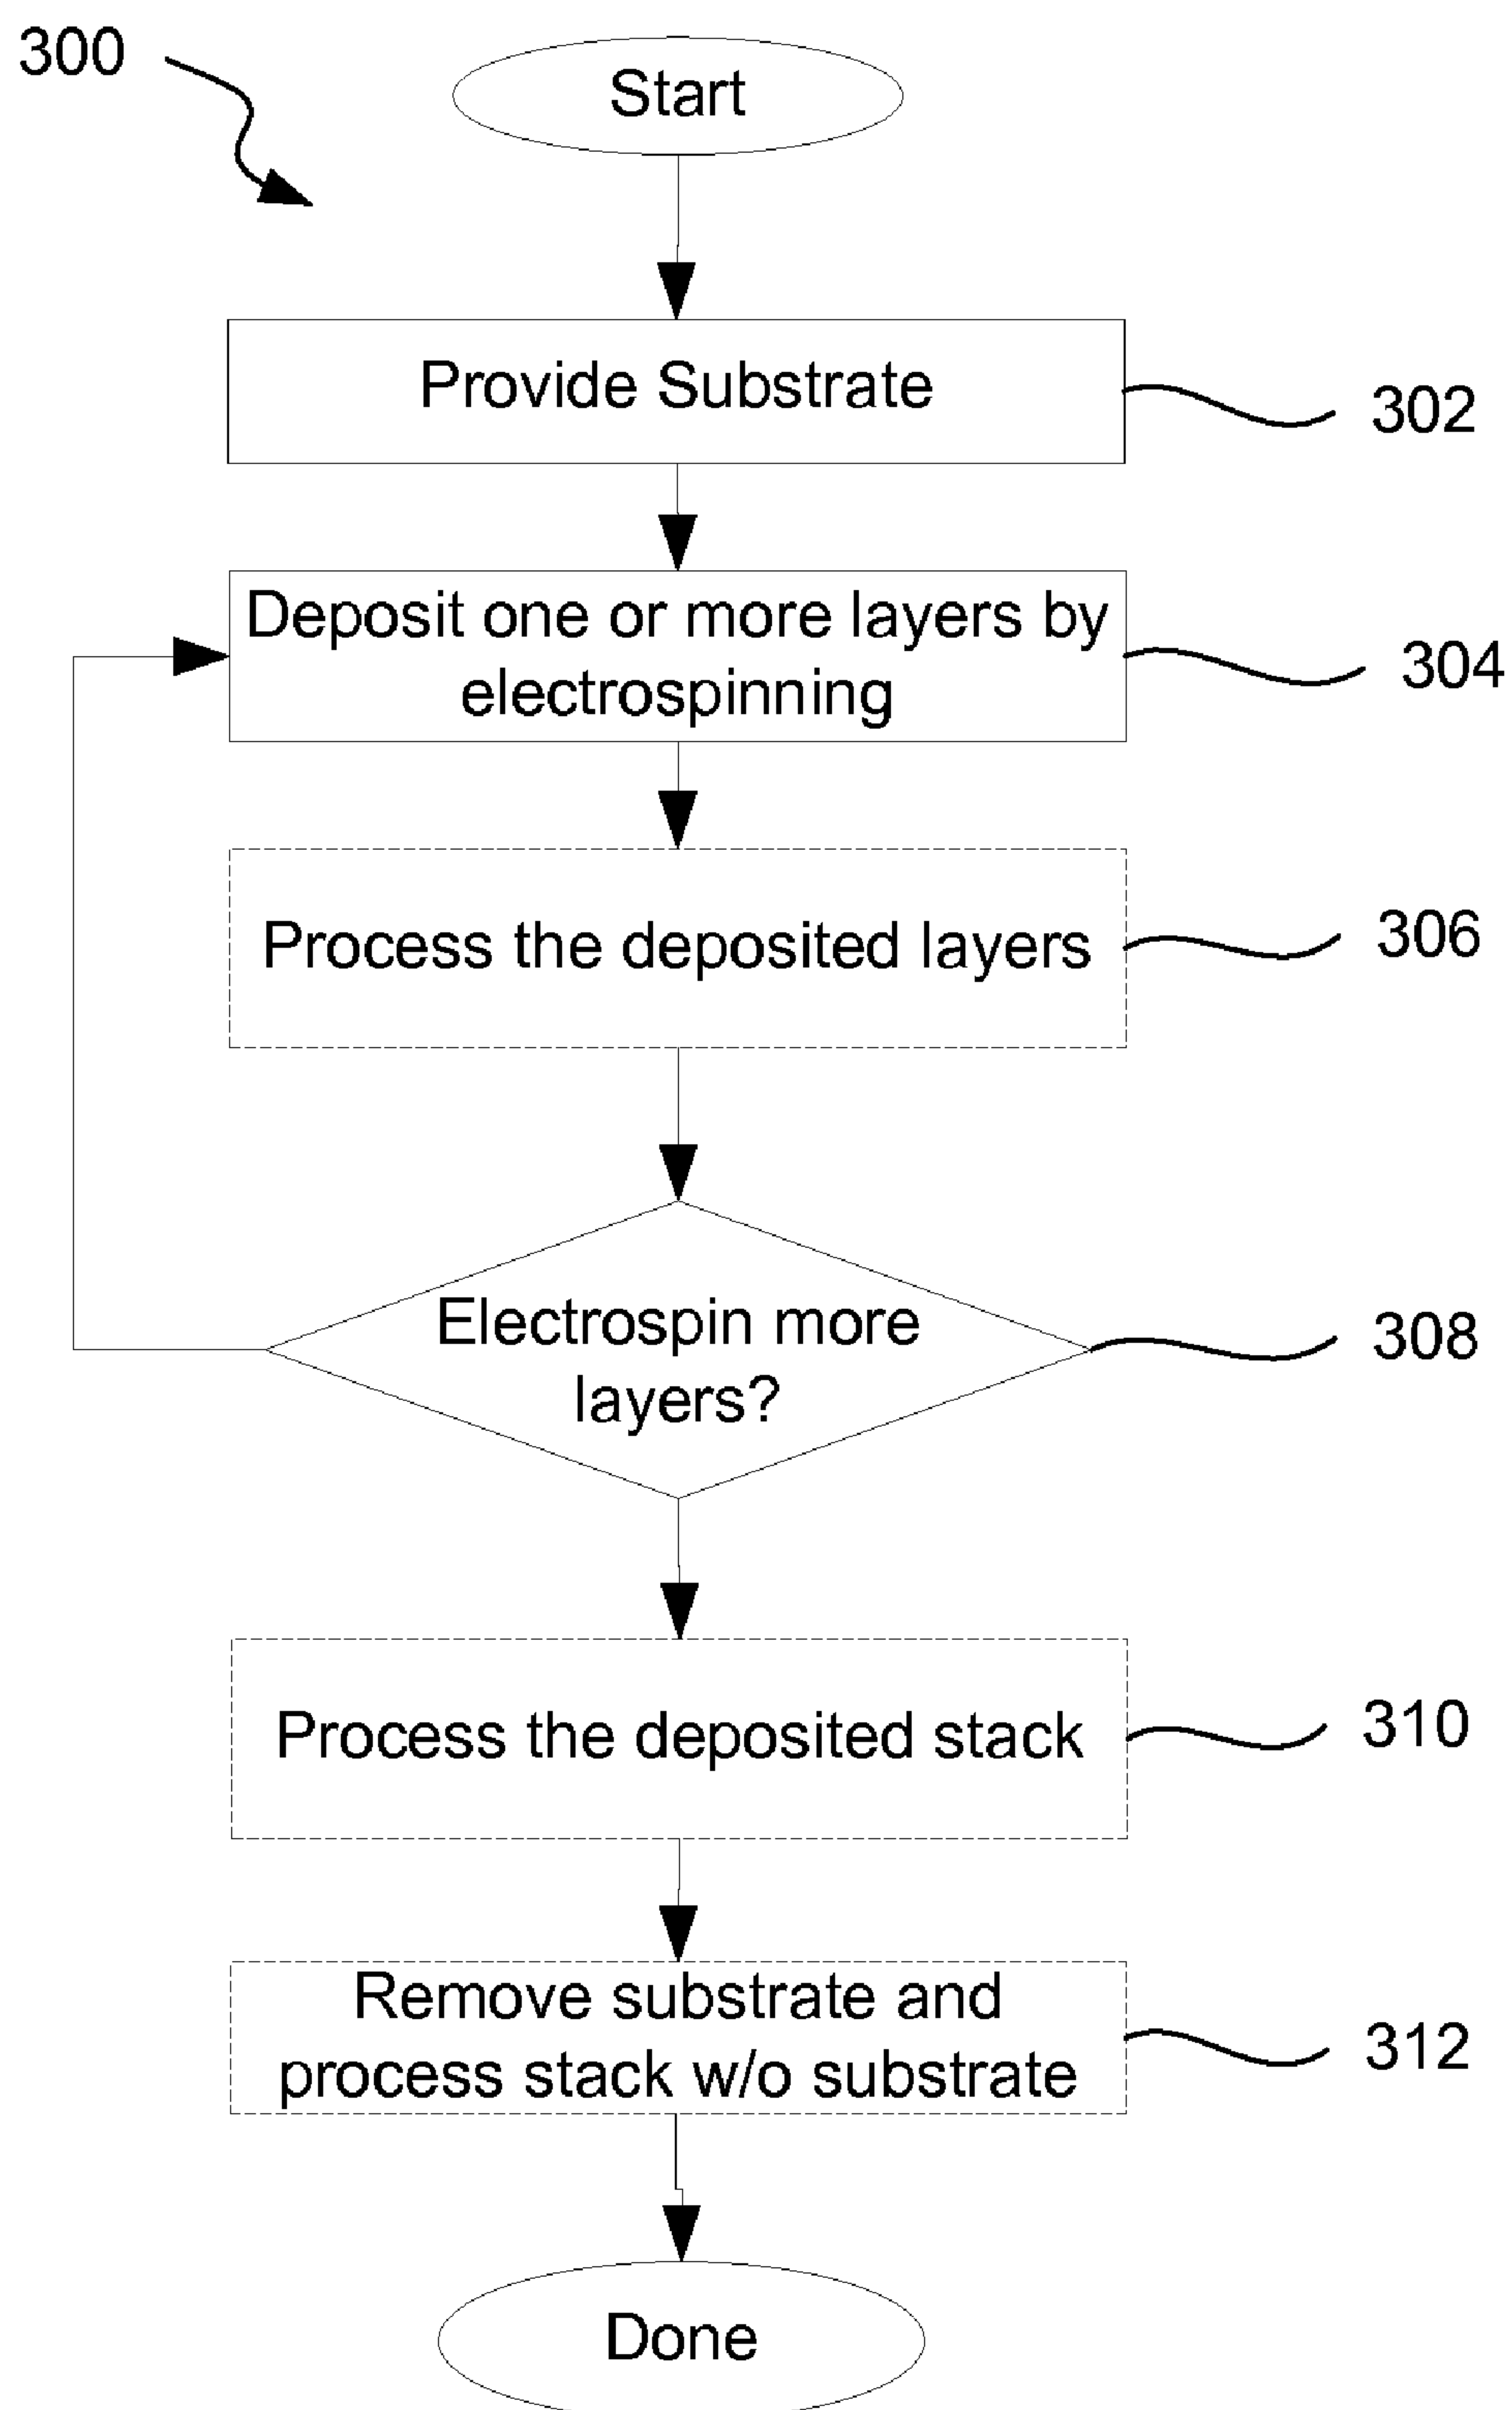 300
Start
Provide Substrate
302
Deposit one or more layers by
electrospinning
304
Process the deposited layers
306
Electrospin more
layers?
308
Process the deposited stack
310
Remove substrate and
process stack w/o substrate
312
Done